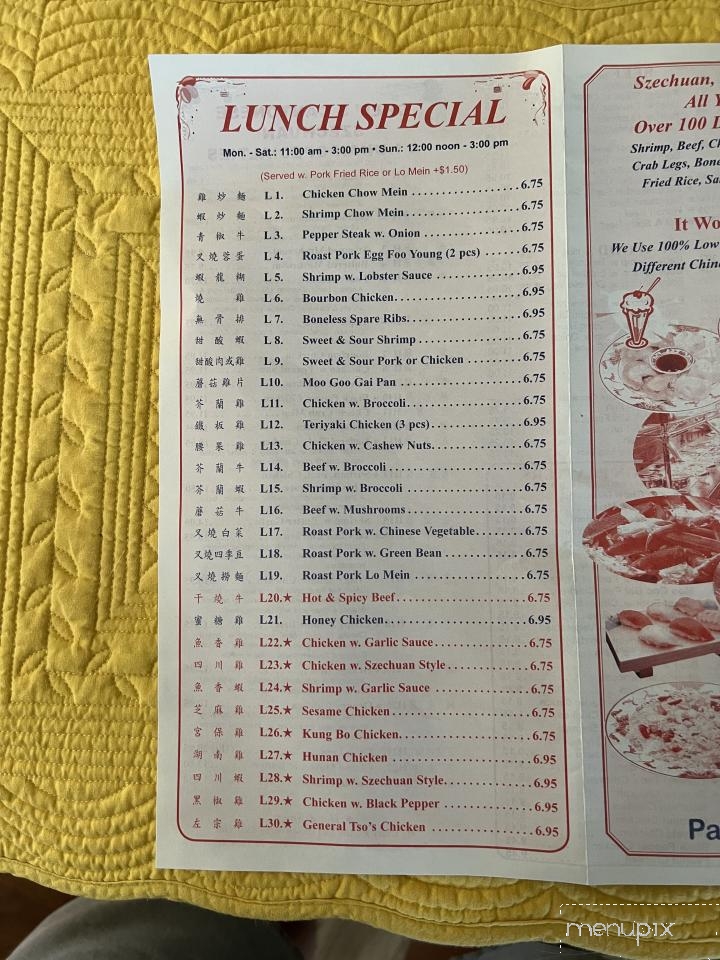 LUNCH SPECIAL
Mon. - Sat.: 11:00 am - 3:00 pm • Sun.: 12:00 noon - 3:00 pm
(Served w. Pork Fried Rice or Lo Mein +$1.50)
雞炒麵 L 1. Chicken Chow Mein 6.75
蝦炒麵 L 2. Shrimp Chow Mein 6.75
青椒牛 L 3. Pepper Steak w. Onion 6.75
叉燒蓉蛋 L 4. Roast Pork Egg Foo Young (2 pcs) 6.75
蝦龍糊 L 5. Shrimp w. Lobster Sauce 6.95
燒雞 L 6. Bourbon Chicken 6.95
無骨排 L 7. Boneless Spare Ribs 6.95
甜酸蝦 L 8. Sweet & Sour Shrimp 6.75
甜酸肉或雞 L 9. Sweet & Sour Pork or Chicken 6.75
蘑菇雞片 L10. Moo Goo Gai Pan 6.75
芥蘭雞 L11. Chicken w. Broccoli 6.75
鐵板雞 L12. Teriyaki Chicken (3 pcs) 6.95
腰果雞 L13. Chicken w. Cashew Nuts 6.75
芥蘭牛 L14. Beef w. Broccoli 6.75
芥蘭蝦 L15. Shrimp w. Broccoli 6.75
蘑菇牛 L16. Beef w. Mushrooms 6.75
叉燒白菜 L17. Roast Pork w. Chinese Vegetable 6.75
叉燒四季豆 L18. Roast Pork w. Green Bean 6.75
叉燒撈麵 L19. Roast Pork Lo Mein 6.75
干燒牛 L20.★ Hot & Spicy Beef 6.75
蜜糖雞 L21. Honey Chicken 6.95
魚香雞 L22.★ Chicken w. Garlic Sauce 6.75
四川雞 L23.★ Chicken w. Szechuan Style 6.75
魚香蝦 L24.★ Shrimp w. Garlic Sauce 6.75
芝麻雞 L25.★ Sesame Chicken 6.75
宮保雞 L26.★ Kung Bo Chicken 6.75
湖南雞 L27.★ Hunan Chicken 6.95
四川蝦 L28.★ Shrimp w. Szechuan Style 6.95
黑椒雞 L29.★ Chicken w. Black Pepper 6.95
左宗雞 L30.★ General Tso's Chicken 6.95
Szechuan,
All
Over 100
Shrimp, Beef,
Crab Legs,
Fried Rice,
It
We Use 100% Low
Different
menupix